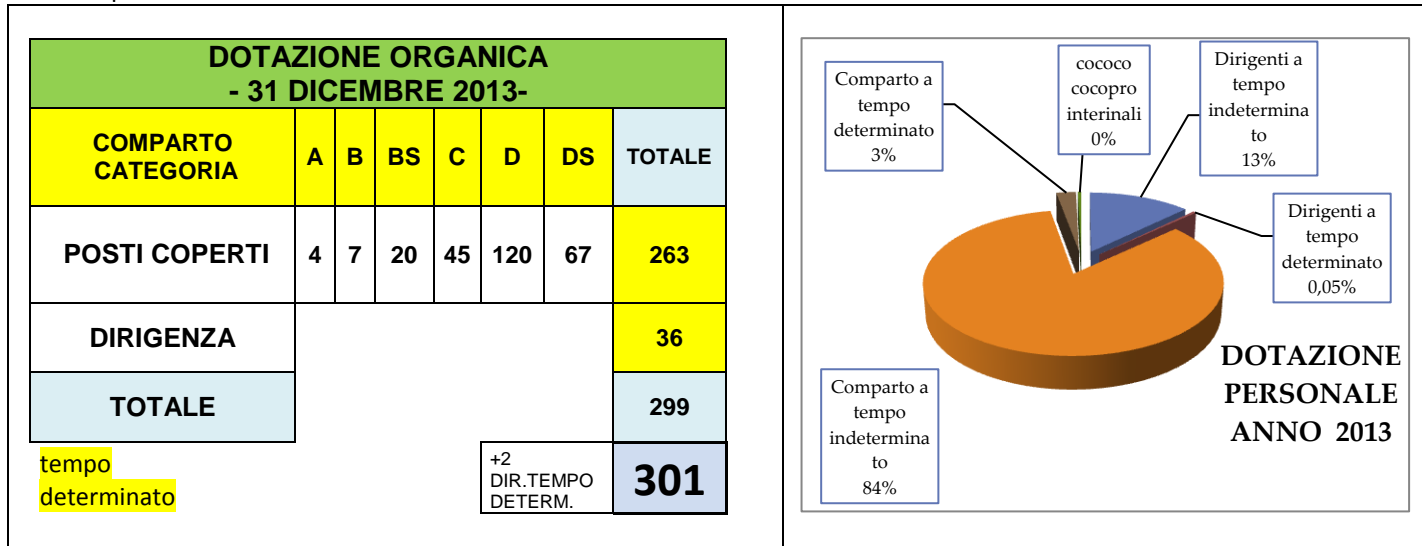 DOTAZIONE ORGANICA
- 31 DICEMBRE 2013-
COMPARTO
CATEGORIA
A
B
BS
C
D
DS
TOTALE
POSTI COPERTI
4
7
20
45
120
67
263
DIRIGENZA
36
TOTALE
299
tempo
determinato
+2
DIR.TEMPO
DETERM.
301
Comparto a
tempo
determinato
3%
cococo
cocopro
interinali
0%
Dirigenti a
tempo
indetermina
to
13%
Dirigenti a
tempo
determinato
0,05%
Comparto a
tempo
indetermina
to
84%
DOTAZIONE
PERSONALE
ANNO 2013